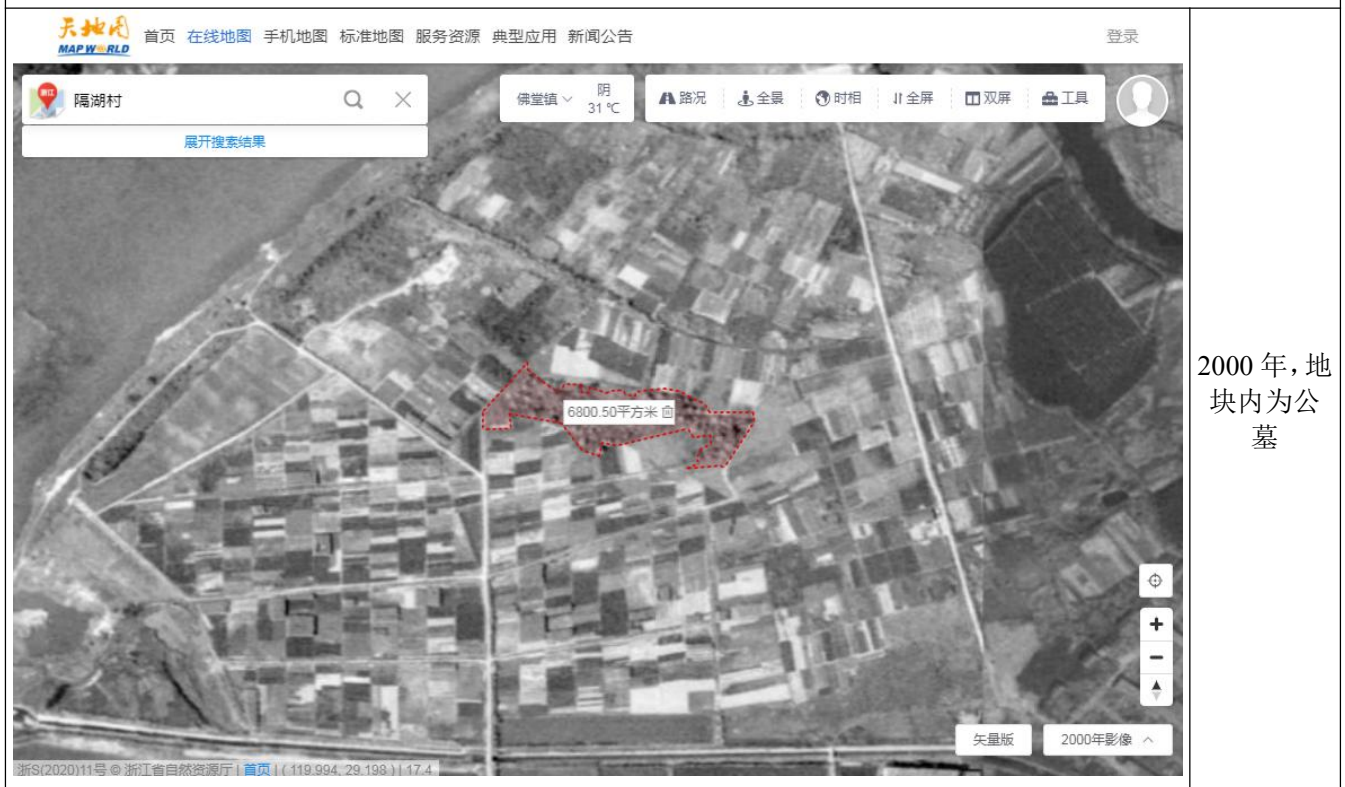 天地图
MAP WORLD
首页 在线地图 手机地图 标准地图 服务资源 典型应用 新闻公告
登录
浙江
隔湖村
展开搜索结果
佛堂镇
阴
31 ℃
路况 全景 时相 全屏 双屏 工具
6800.50平方米
2000 年，地
块内为公
墓
矢量版
2000年影像
浙S(2020)11号 © 浙江省自然资源厅 | 首页 | ( 119.994, 29.198 ) | 17.4